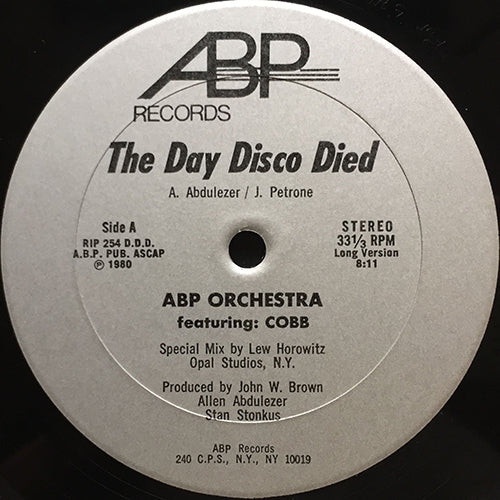 ABP
RECORDS
The Day Disco Died
A. Abdulezer / J. Petrone
Side A
RIP 254 D.D.D.
A.B.P. PUB. ASCAP
Ⓟ 1980
STEREO
33⅓ RPM
Long Version
8:11
ABP ORCHESTRA
featuring: COBB
Special Mix by Lew Horowitz
Opal Studios, N.Y.
Produced by John W. Brown
Allen Abdulezer
Stan Stonkus
ABP Records
240 C.P.S., N.Y., NY 10019